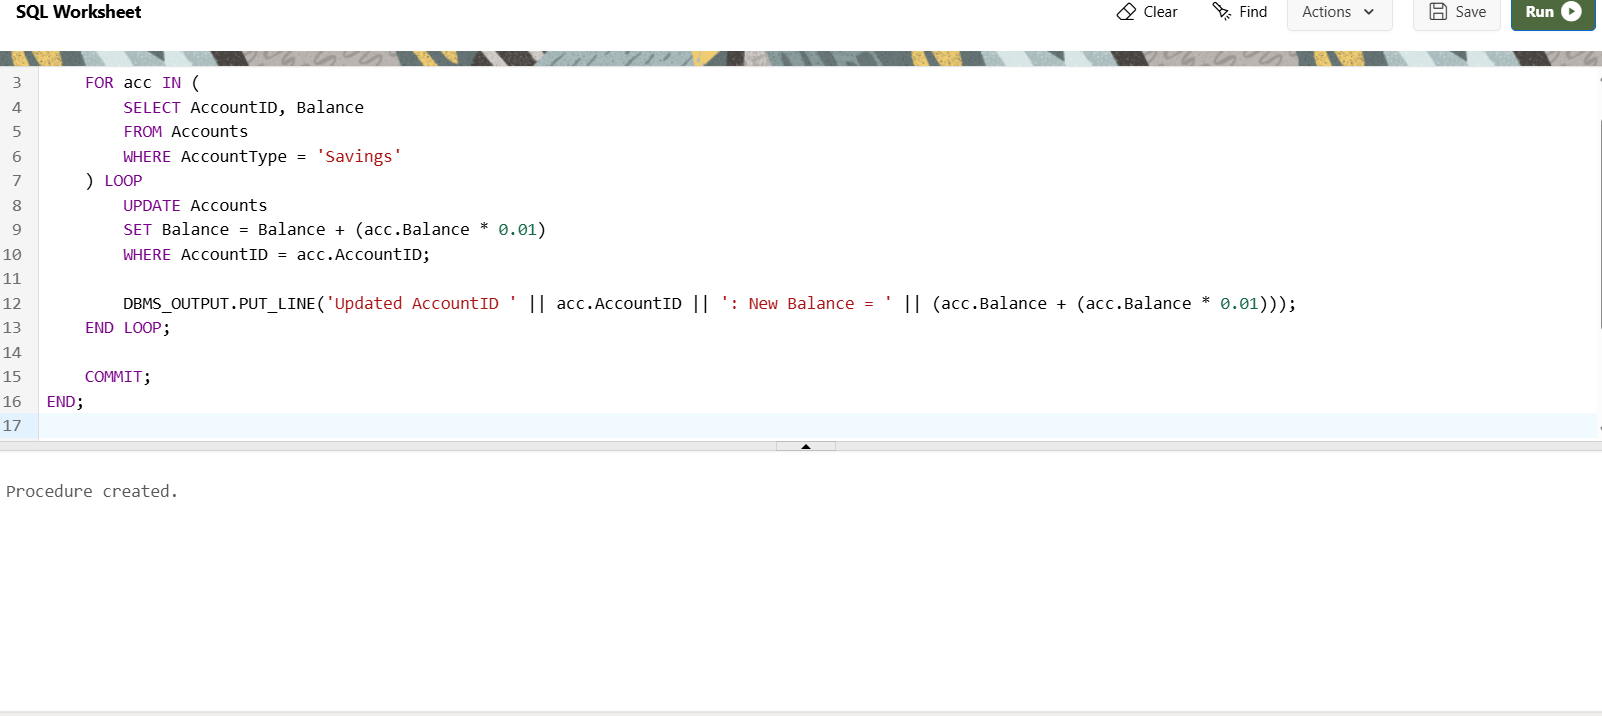 SQL Worksheet
Clear Find Actions Save Run
3 FOR acc IN (
4 SELECT AccountID, Balance
5 FROM Accounts
6 WHERE AccountType = 'Savings'
7 ) LOOP
8 UPDATE Accounts
9 SET Balance = Balance + (acc.Balance * 0.01)
10 WHERE AccountID = acc.AccountID;
11
12 DBMS_OUTPUT.PUT_LINE('Updated AccountID ' || acc.AccountID || ': New Balance = ' || (acc.Balance + (acc.Balance * 0.01)));
13 END LOOP;
14
15 COMMIT;
16 END;
17
Procedure created.